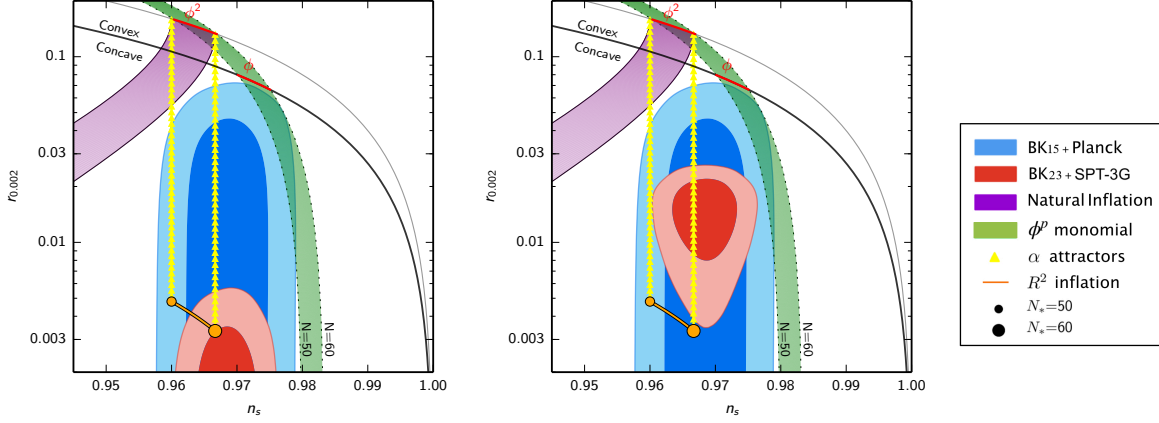 0.1
0.03
0.01
0.003
r0.002
Convex
Concave
ϕ²
ϕ
N=50
N=60
0.95
0.96
0.97
0.98
0.99
1.00
ns
0.1
0.03
0.01
0.003
r0.002
Convex
Concave
ϕ²
ϕ
N=50
N=60
0.95
0.96
0.97
0.98
0.99
1.00
ns
BK15+Planck
BK23+SPT-3G
Natural Inflation
ϕᵖ monomial
α attractors
R² inflation
N*=50
N*=60